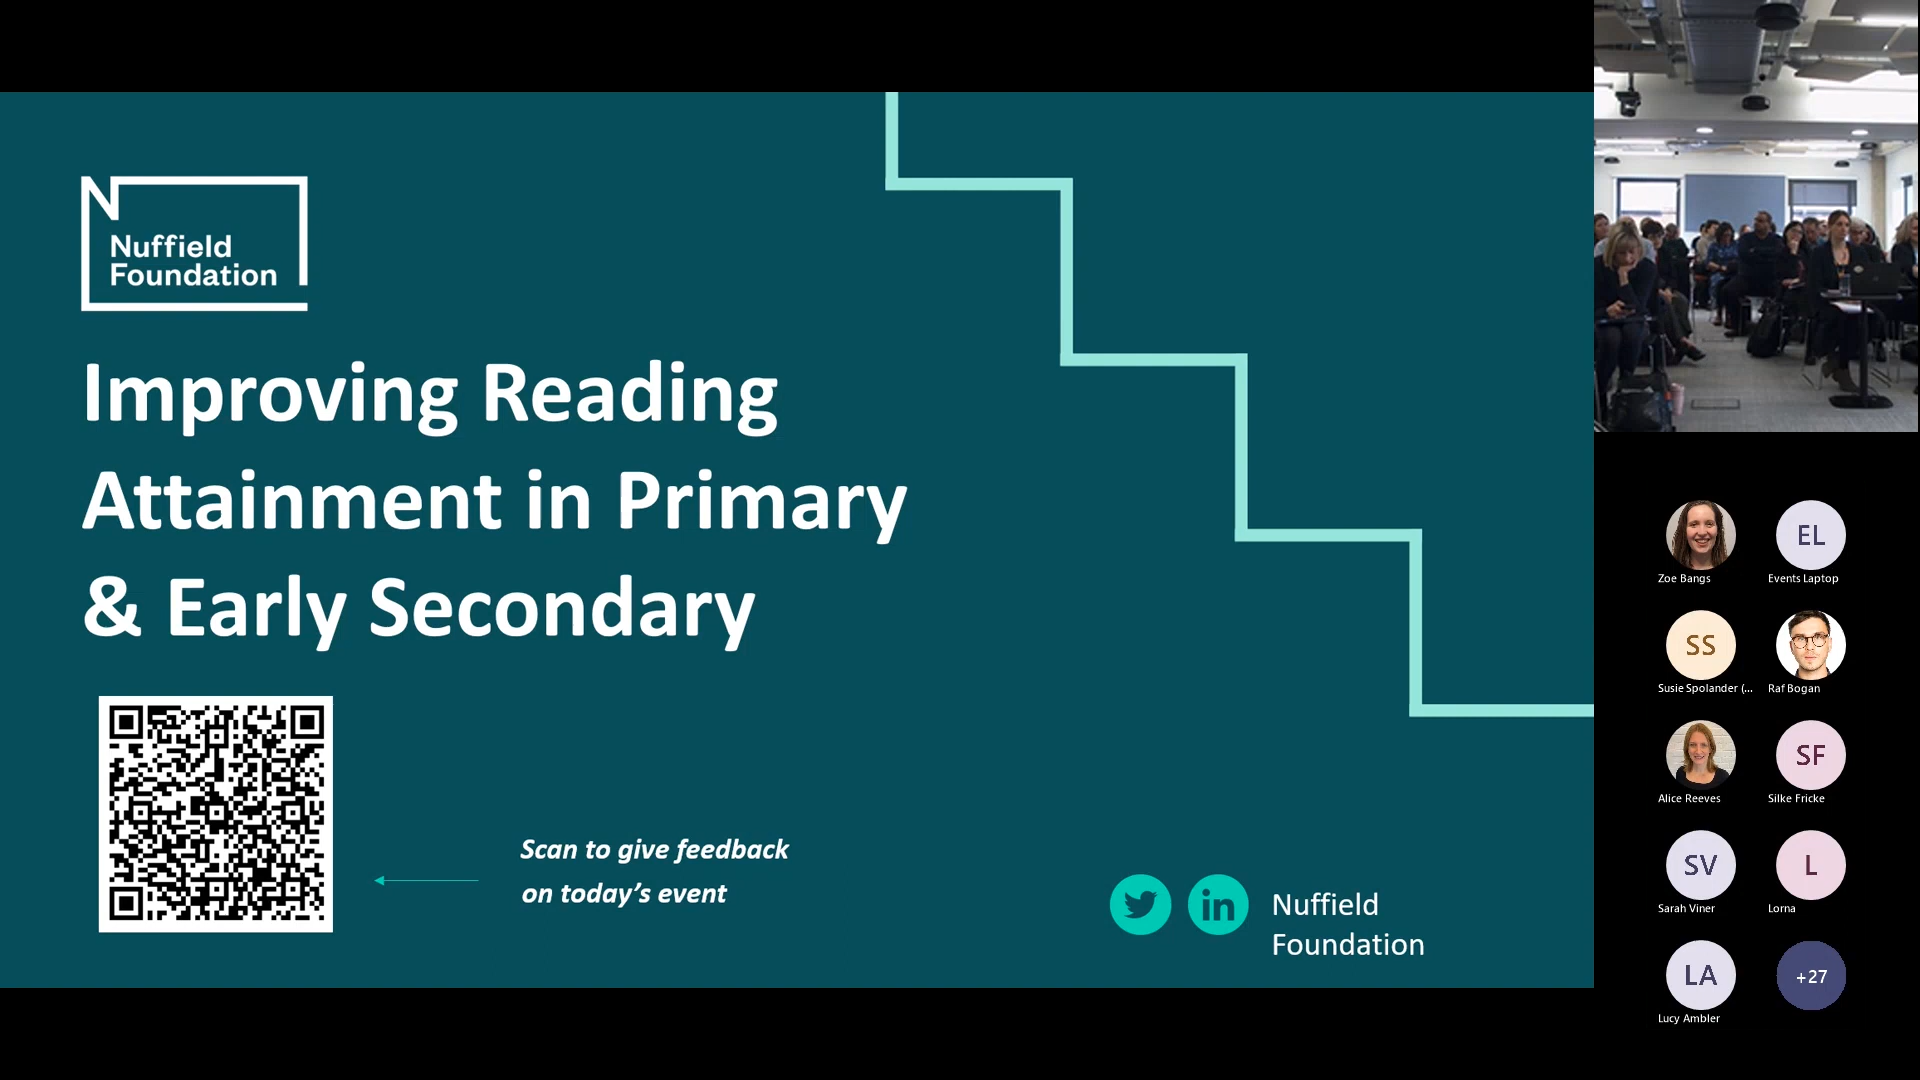 Nuffield
Foundation
Improving Reading
Attainment in Primary
& Early Secondary
Scan to give feedback
on today's event
in
Nuffield
Foundation
Zoe Bangs
EL
Events Laptop
SS
Susie Spolander (...
Raf Bogan
Alice Reeves
SF
Silke Fricke
SV
Sarah Viner
L
Lorna
LA
Lucy Ambler
+27